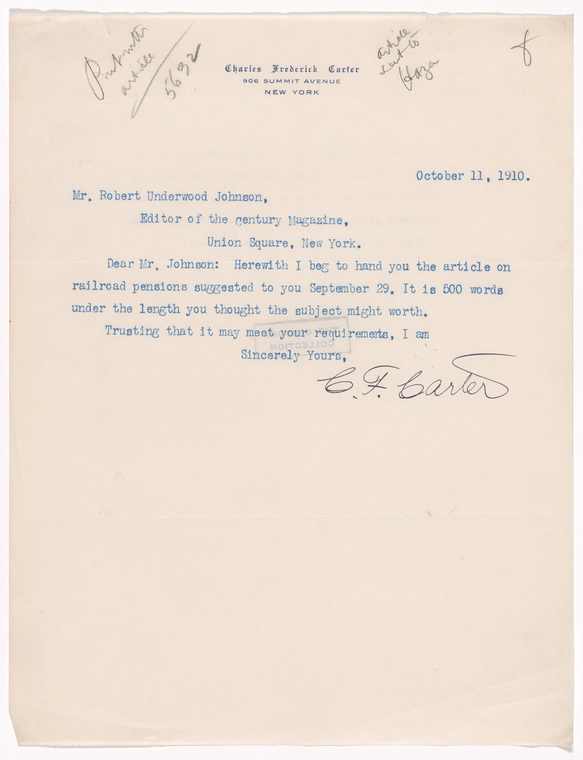 Put with
article
5632
article
sent to
Charles Frederick Carter
906 SUMMIT AVENUE
NEW YORK
October 11, 1910.
Mr. Robert Underwood Johnson,
Editor of the century Magazine,
Union Square, New York.
Dear Mr. Johnson: Herewith I beg to hand you the article on
railroad pensions suggested to you September 29. It is 500 words
under the length you thought the subject might worth.
Trusting that it may meet your requirements, I am
Sincerely Yours,
C. F. Carter
COLLECTION